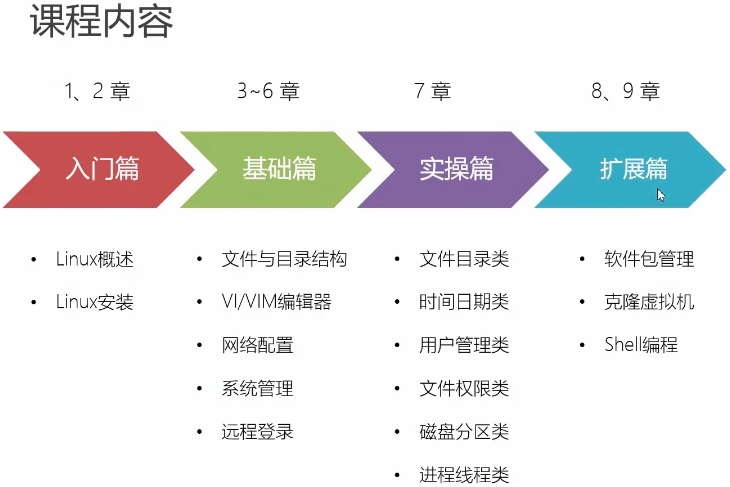 课程内容
1、2 章
3~6 章
7 章
8、9 章
入门篇
基础篇
实操篇
扩展篇
• Linux概述
• Linux安装
• 文件与目录结构
• VI/VIM编辑器
• 网络配置
• 系统管理
• 远程登录
• 文件目录类
• 时间日期类
• 用户管理类
• 文件权限类
• 磁盘分区类
• 进程线程类
• 软件包管理
• 克隆虚拟机
• Shell编程